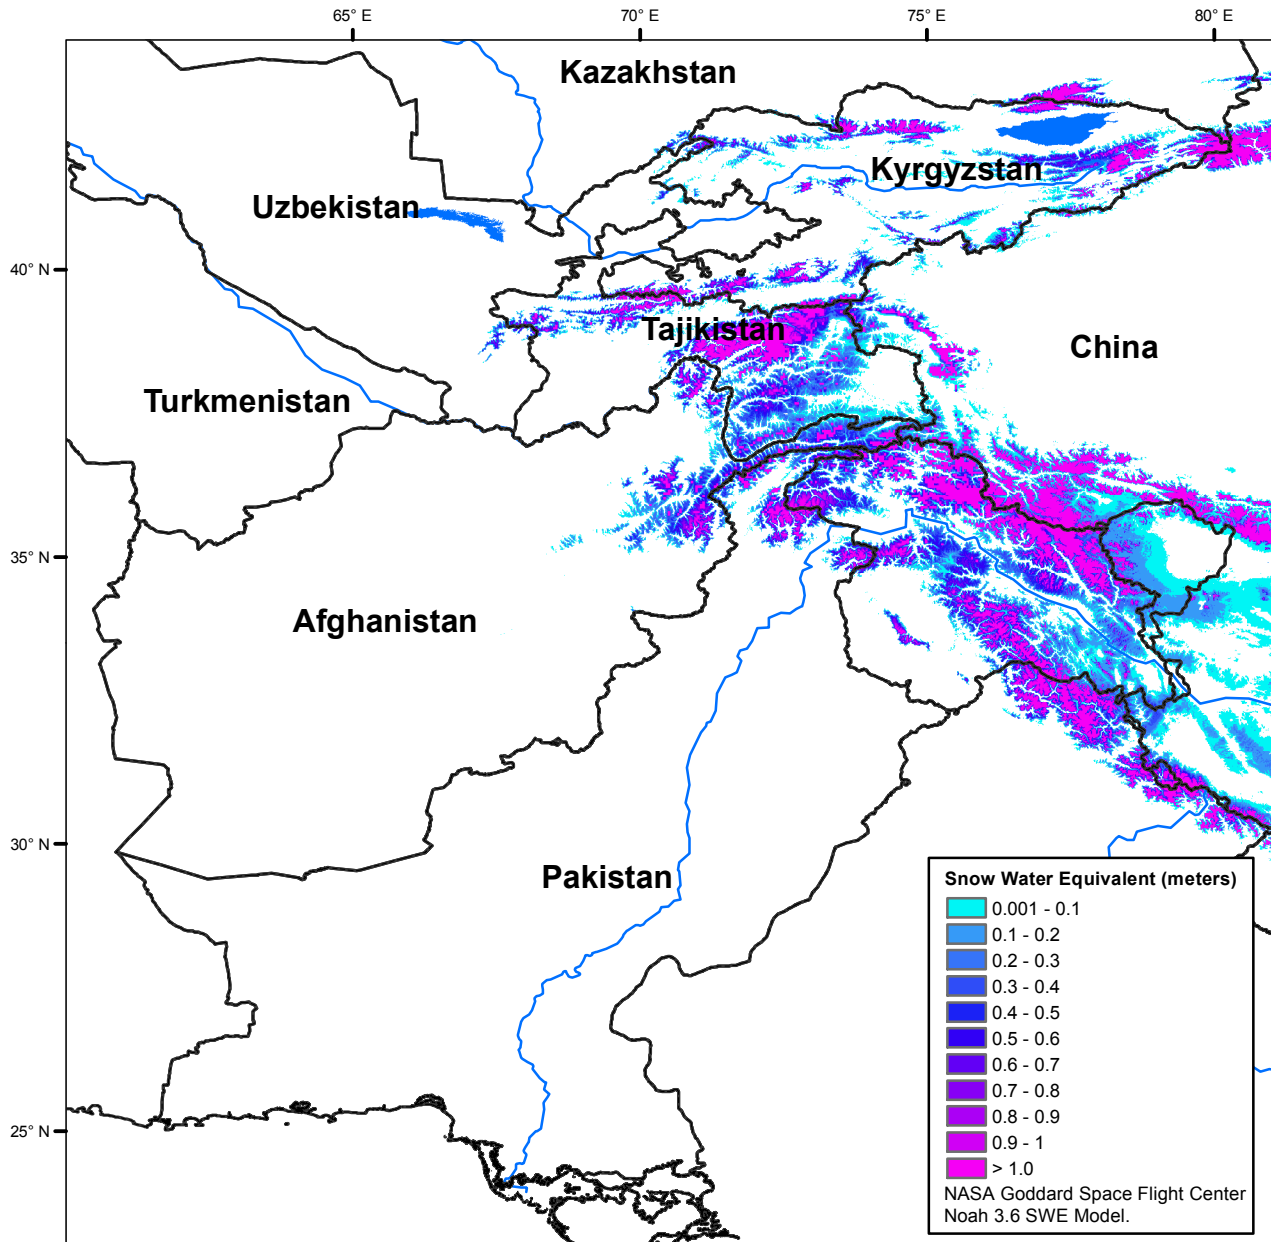 65° E
70° E
75° E
80° E
Kazakhstan
Kyrgyzstan
Uzbekistan
40° N
Tajikistan
China
Turkmenistan
35° N
Afghanistan
30° N
Pakistan
25° N
Snow Water Equivalent (meters)
0.001 - 0.1
0.1 - 0.2
0.2 - 0.3
0.3 - 0.4
0.4 - 0.5
0.5 - 0.6
0.6 - 0.7
0.7 - 0.8
0.8 - 0.9
0.9 - 1
> 1.0
NASA Goddard Space Flight Center
Noah 3.6 SWE Model.